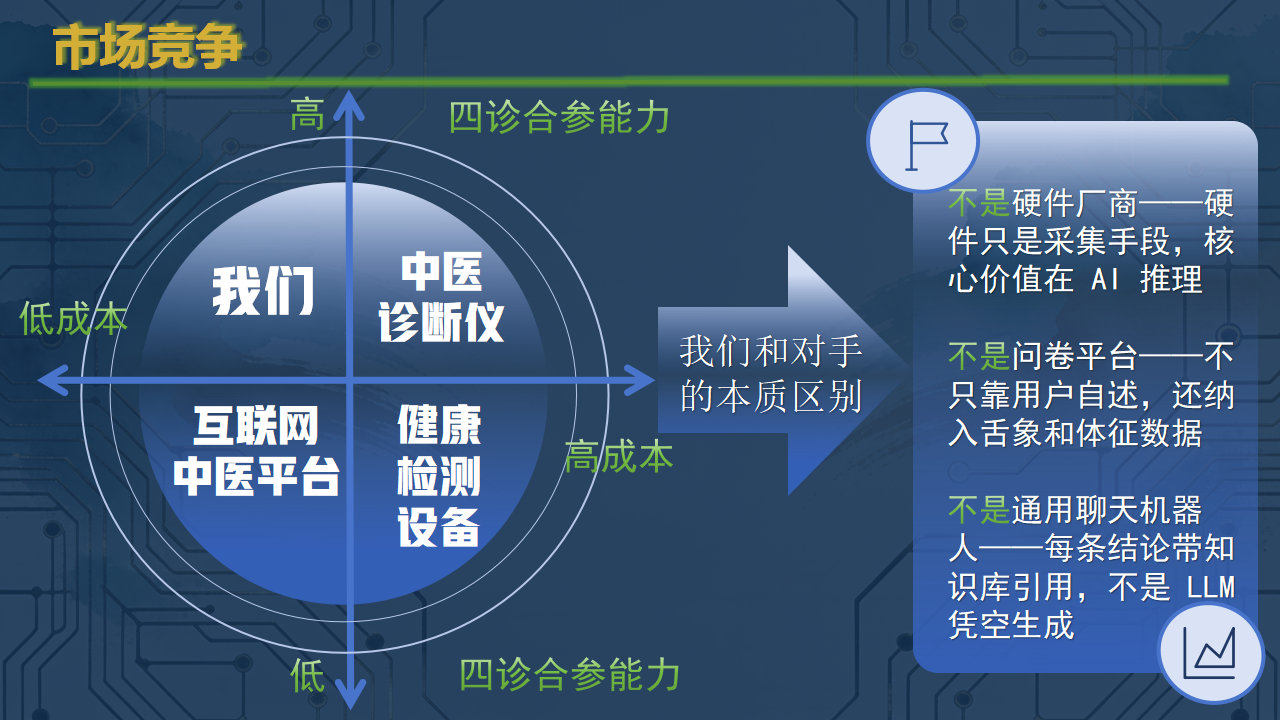 市场竞争
高
四诊合参能力
低成本
我们
中医
诊断仪
互联网
中医平台
健康
检测
设备
高成本
低
四诊合参能力
我们和对手
的本质区别
不是硬件厂商——硬
件只是采集手段，核
心价值在 AI 推理
不是问卷平台——不
只靠用户自述，还纳
入舌象和体征数据
不是通用聊天机器
人——每条结论带知
识库引用，不是 LLM
凭空生成